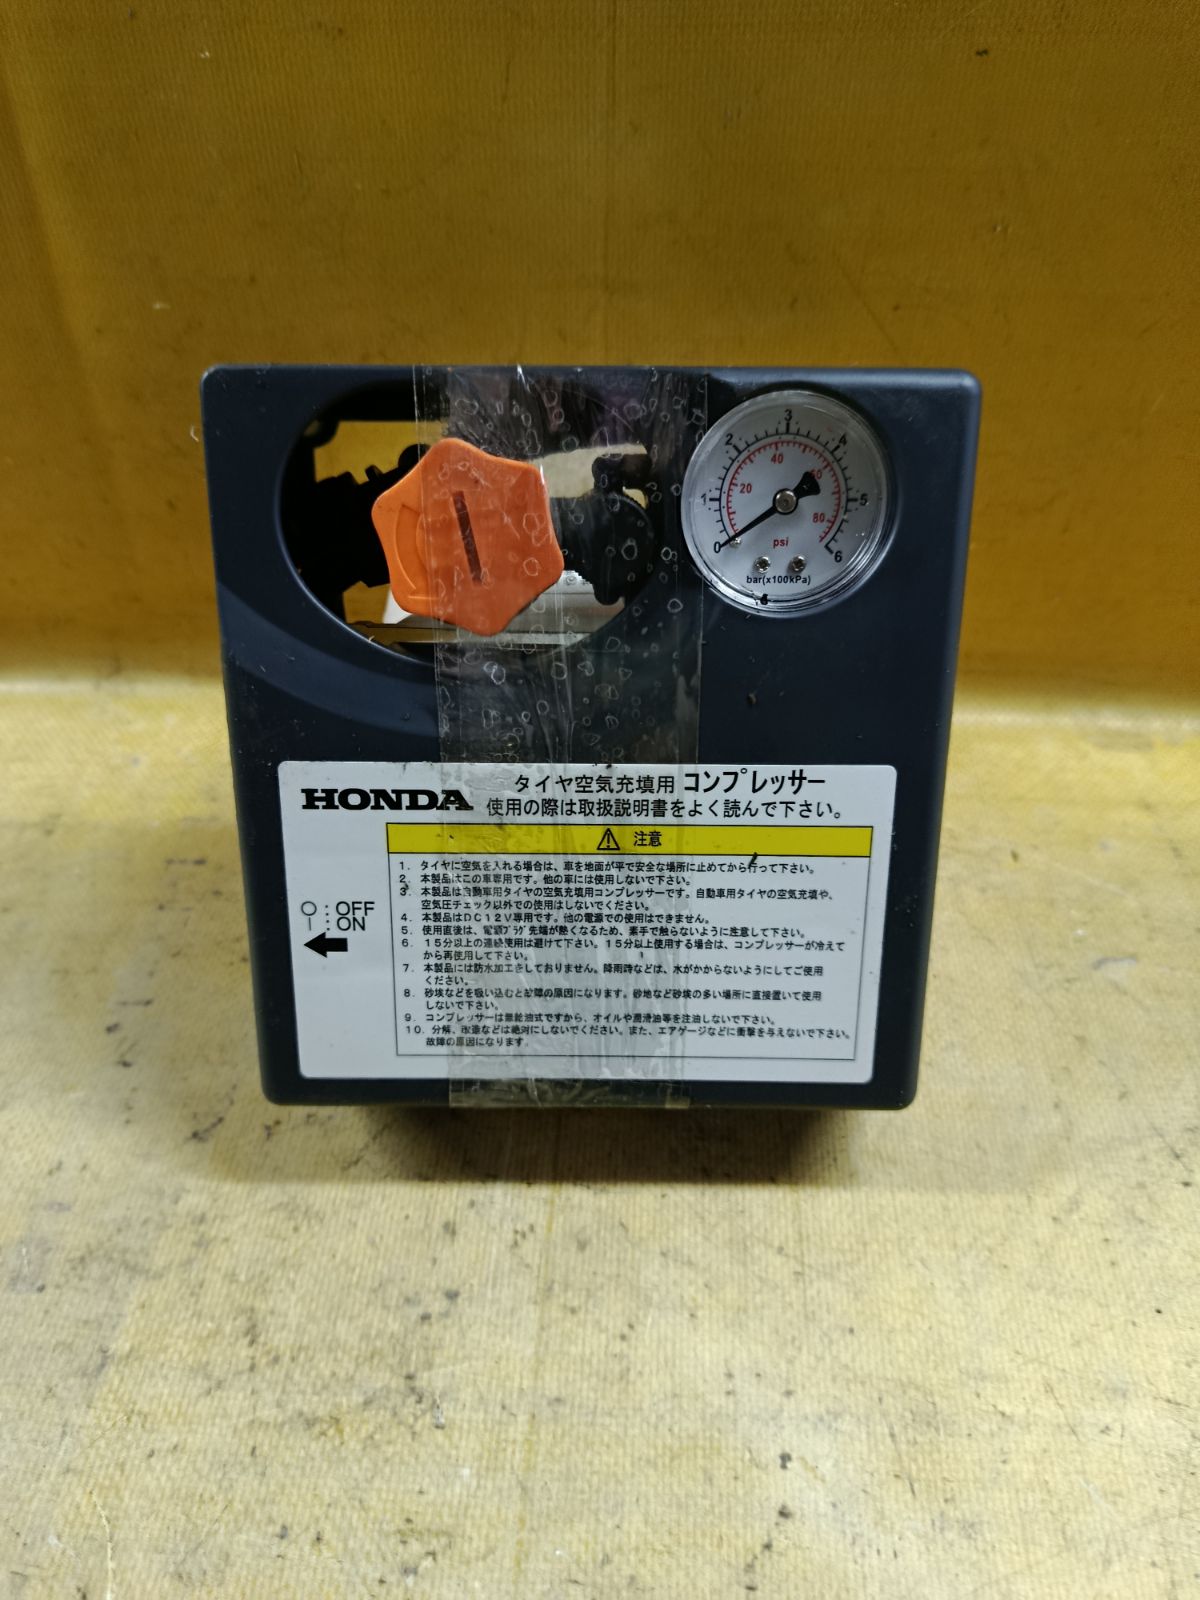 0 1 2 3 4 5 6
20 40 60 80
psi
bar(x100kPa)
HONDA
タイヤ空気充填用 コンプレッサー
使用の際は取扱説明書をよく読んで下さい。
⚠ 注意
1. タイヤに空気を入れる場合は、車を地面が平で安全な場所に止めてから行って下さい。
2. 本製品はこの車専用です。他の車には使用しないで下さい。
3. 本製品は自動車用タイヤの空気充填用コンプレッサーです。自動車用タイヤの空気充填や、
空気圧チェック以外での使用はしないでください。
4. 本製品はDC12V専用です。他の電源での使用はできません。
5. 使用直後は、電源プラグ先端が熱くなるため、素手で触らないように注意して下さい。
6. 15分以上の連続使用は避けて下さい。15分以上使用する場合は、コンプレッサーが冷えて
から再使用して下さい。
7. 本製品には防水加工をしておりません。降雨時などは、水がかからないようにしてご使用
ください。
8. 砂埃などを吸い込むと故障の原因になります。砂地など砂埃の多い場所に直接置いて使用
しないで下さい。
9. コンプレッサーは無給油式ですから、オイルや潤滑油等を注油しないで下さい。
10. 分解、改造などは絶対にしないでください。また、エアゲージなどに衝撃を与えないで下さい。
故障の原因になります。
○ : OFF
| : ON